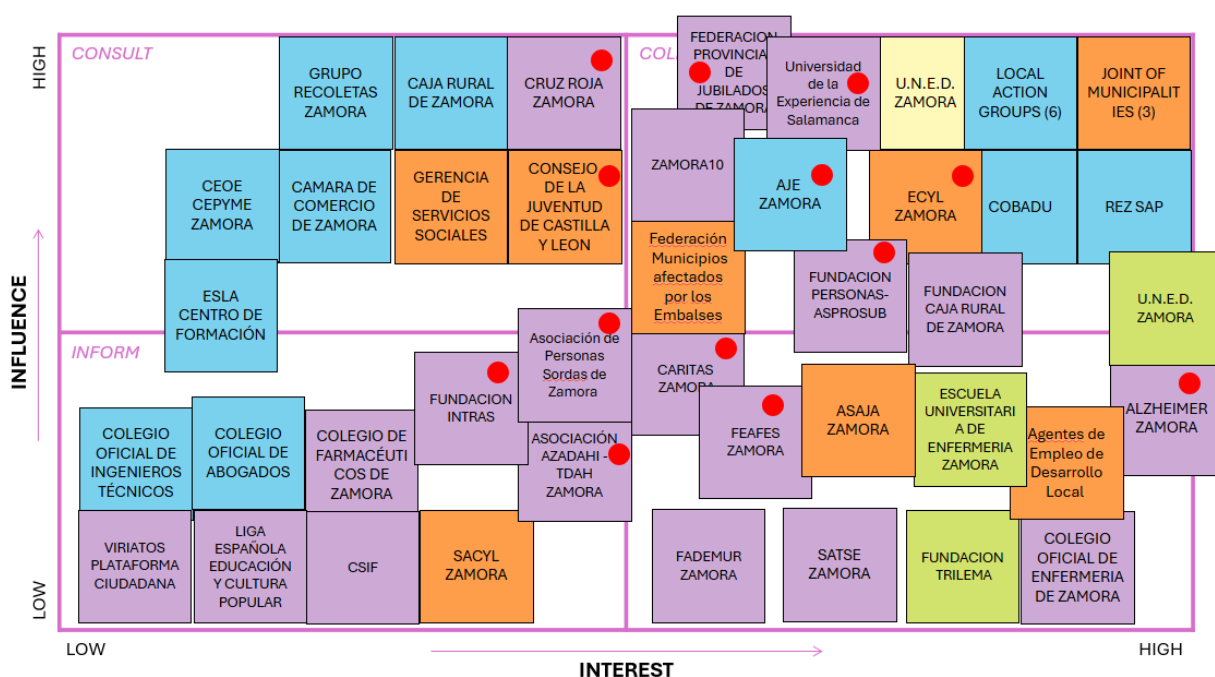 HIGH
CONSULT
COL
GRUPO
RECOLETAS
ZAMORA
CAJA RURAL
DE ZAMORA
CRUZ ROJA
ZAMORA
FEDERACION
PROVINCIA
DE
JUBILADOS
DE ZAMORA
Universidad
de la
Experiencia de
Salamanca
U.N.E.D.
ZAMORA
LOCAL
ACTION
GROUPS (6)
JOINT OF
MUNICIPALIT
IES (3)
CEOE
CEPYME
ZAMORA
CAMARA DE
COMERCIO
DE ZAMORA
GERENCIA
DE
SERVICIOS
SOCIALES
CONSEJO
DE LA
JUVENTUD
DE CASTILLA
Y LEON
ZAMORA10
AJE
ZAMORA
ECYL
ZAMORA
COBADU
REZ SAP
ESLA
CENTRO DE
FORMACIÓN
Federación
Municipios
afectados
por los
Embalses
FUNDACION
PERSONAS-
ASPROSUB
FUNDACION
CAJA RURAL
DE ZAMORA
U.N.E.D.
ZAMORA
INFLUENCE
INFORM
Asociación de
Personas
Sordas de
Zamora
FUNDACION
INTRAS
CARITAS
ZAMORA
FEAFES
ZAMORA
ASAJA
ZAMORA
ESCUELA
UNIVERSITARI
A DE
ENFERMERIA
ZAMORA
ALZHEIMER
ZAMORA
COLEGIO
OFICIAL DE
INGENIEROS
TÉCNICOS
COLEGIO
OFICIAL DE
ABOGADOS
COLEGIO DE
FARMACÉUTI
COS DE
ZAMORA
ASOCIACIÓN
AZADAHI -
TDAH
ZAMORA
Agentes de
Empleo de
Desarrollo
Local
VIRIATOS
PLATAFORMA
CIUDADANA
LIGA
ESPAÑOLA
EDUCACIÓN
Y CULTURA
POPULAR
CSIF
SACYL
ZAMORA
FADEMUR
ZAMORA
SATSE
ZAMORA
FUNDACION
TRILEMA
COLEGIO
OFICIAL DE
ENFERMERIA
DE ZAMORA
LOW
LOW
INTEREST
HIGH